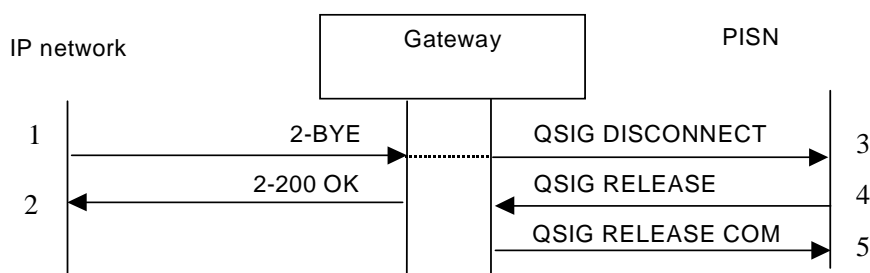 IP network
Gateway
PISN
1
2-BYE
QSIG DISCONNECT
3
2
2-200 OK
QSIG RELEASE
4
QSIG RELEASE COM
5